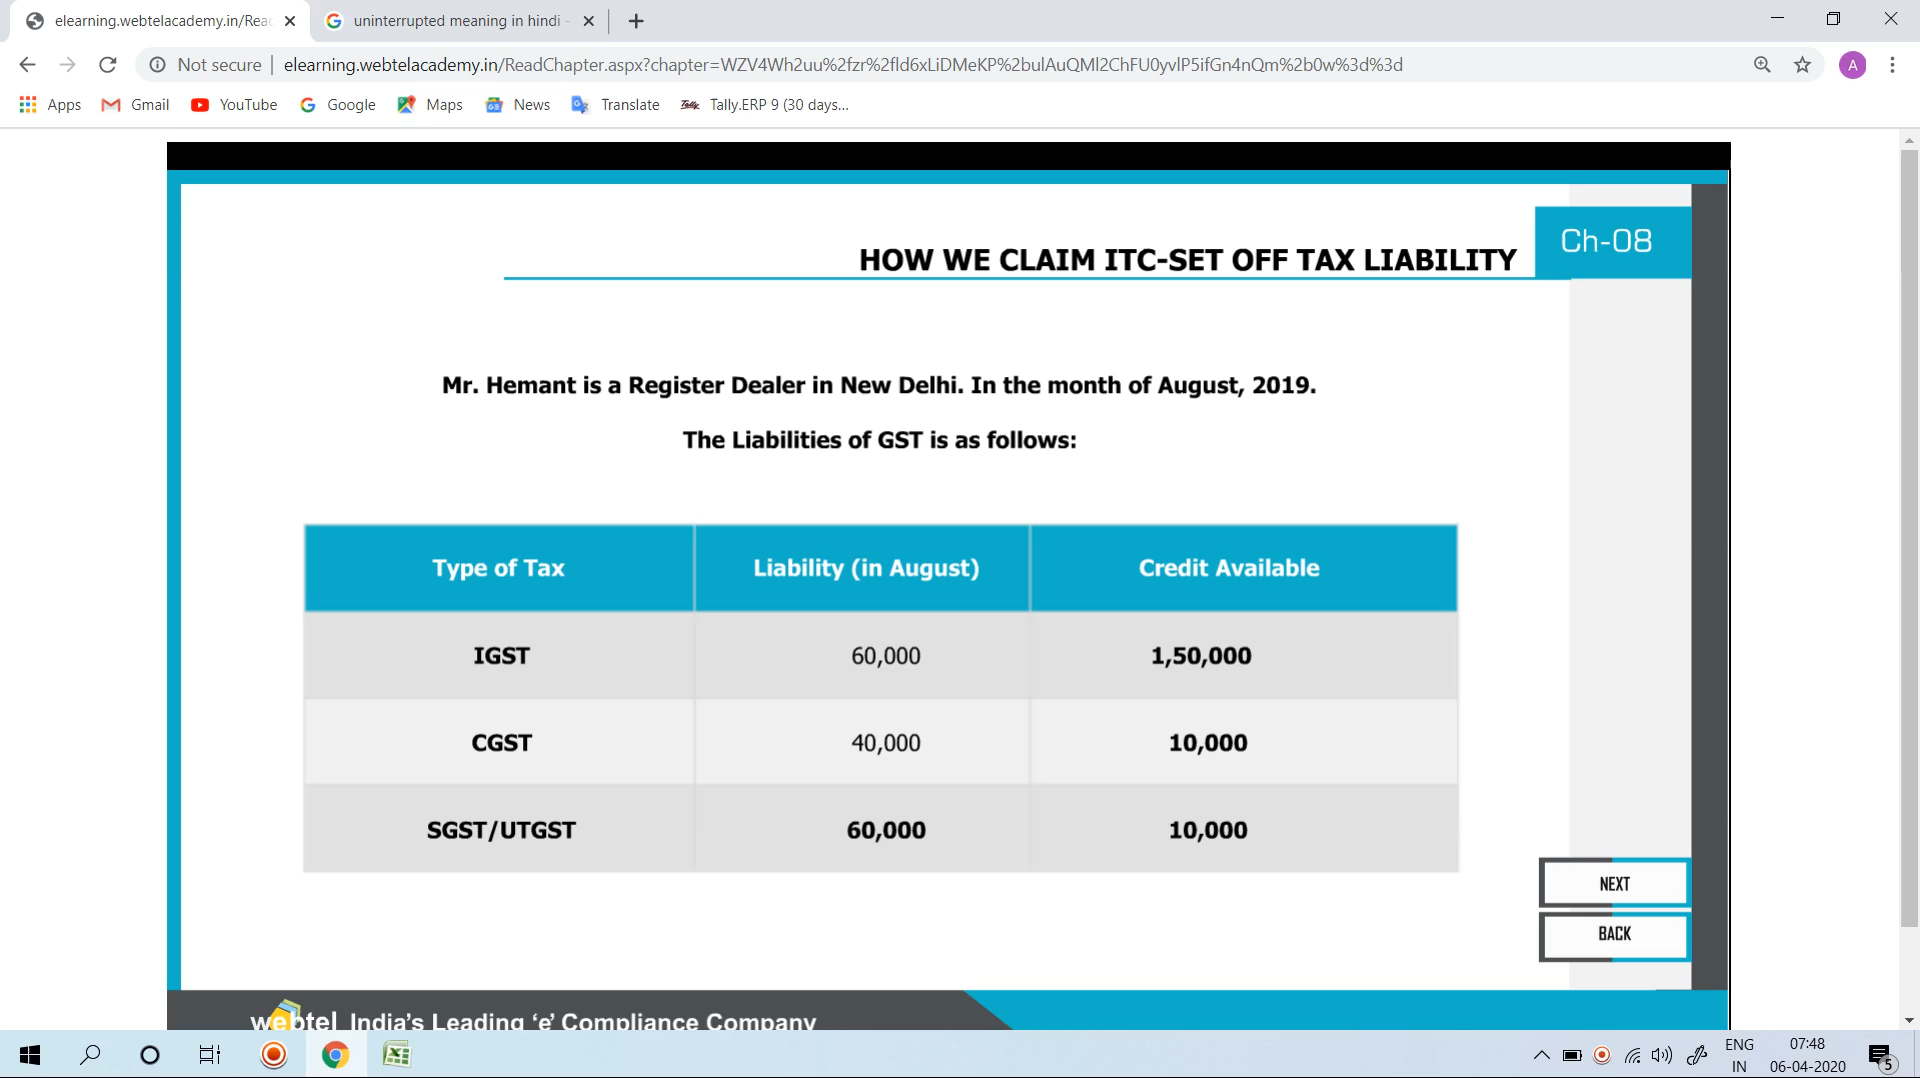 elearning.webtelacademy.in/Read
uninterrupted meaning in hindi -
Not secure | elearning.webtelacademy.in/ReadChapter.aspx?chapter=WZV4Wh2uu%2fzr%2fld6xLiDMeKP%2bulAuQMl2ChFU0yvlP5ifGn4nQm%2b0w%3d%3d
A
Apps Gmail YouTube Google Maps News Translate Tally.ERP 9 (30 days...
Ch-08
HOW WE CLAIM ITC-SET OFF TAX LIABILITY
Mr. Hemant is a Register Dealer in New Delhi. In the month of August, 2019.
The Liabilities of GST is as follows:
Type of Tax Liability (in August) Credit Available
IGST 60,000 1,50,000
CGST 40,000 10,000
SGST/UTGST 60,000 10,000
NEXT
BACK
webtel India's Leading 'e' Compliance Company
ENG 07:48
IN 06-04-2020 5